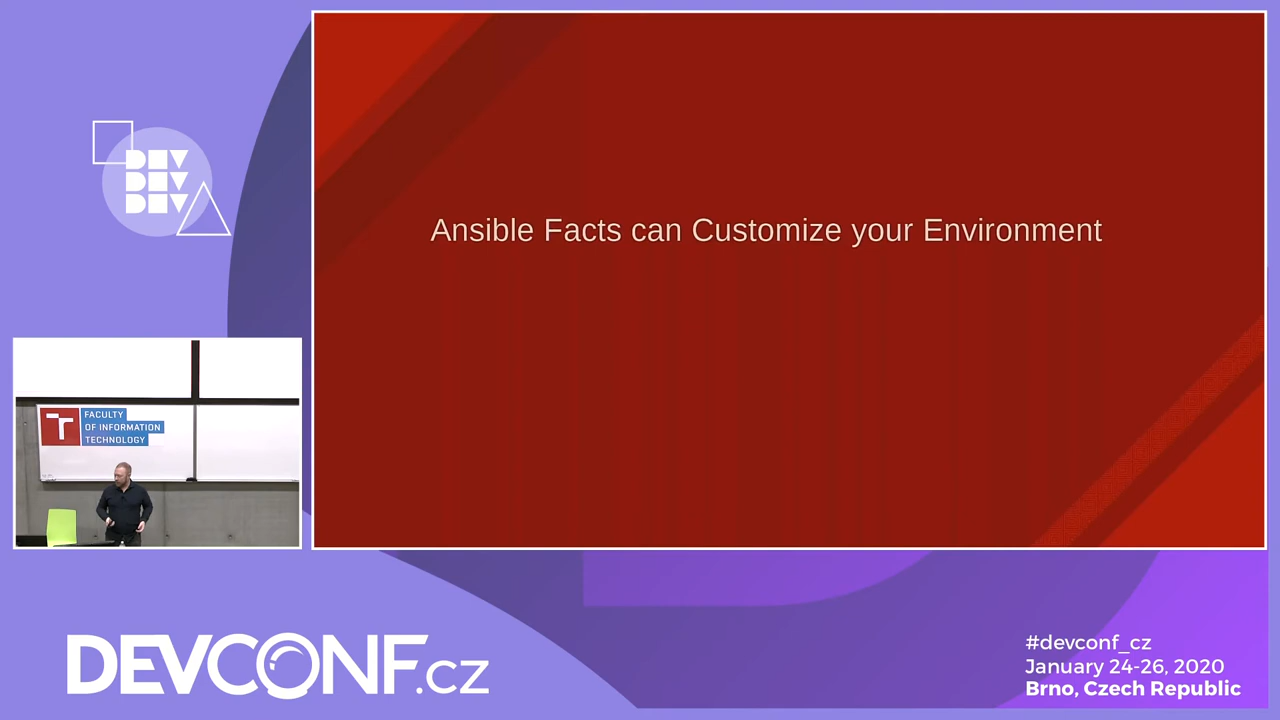 Ansible Facts can Customize your Environment
DEV
DEV
DEV
FACULTY
OF INFORMATION
TECHNOLOGY
DEVCONF.cz
#devconf_cz
January 24-26, 2020
Brno, Czech Republic